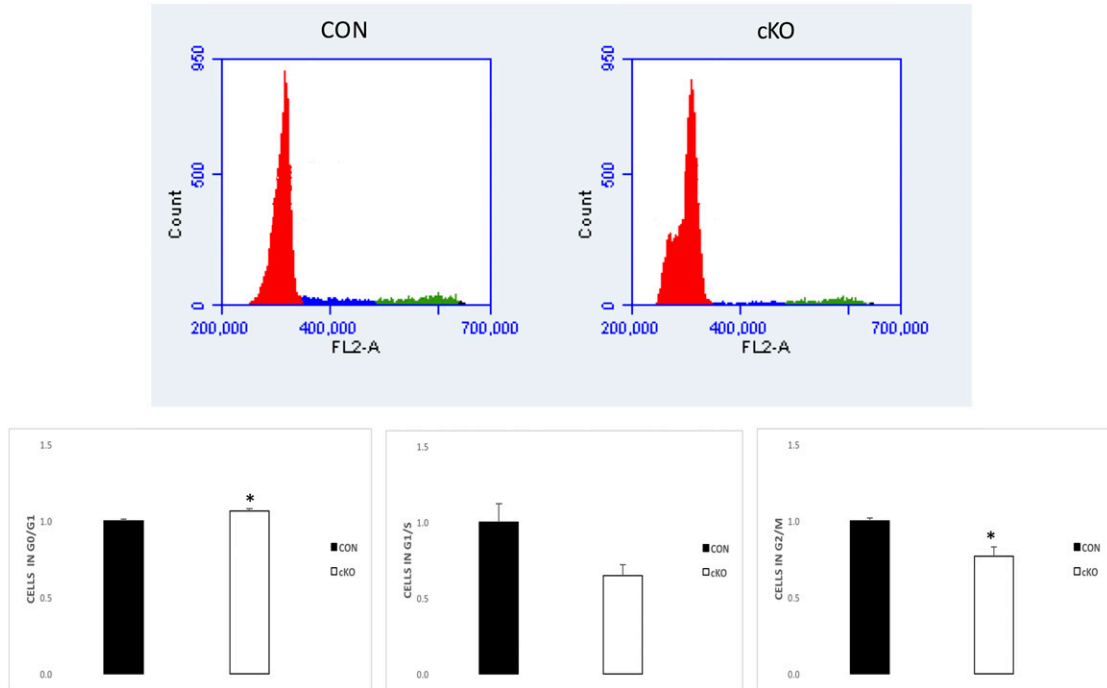 CON
cKO
950
500
0
Count
200,000
400,000
700,000
FL2-A
950
500
0
Count
200,000
400,000
700,000
FL2-A
1.5
1.0
0.5
0.0
CELLS IN G0/G1
*
CON
cKO
1.5
1.0
0.5
0.0
CELLS IN G1/S
CON
cKO
1.5
1.0
0.5
0.0
CELLS IN G2/M
*
CON
cKO